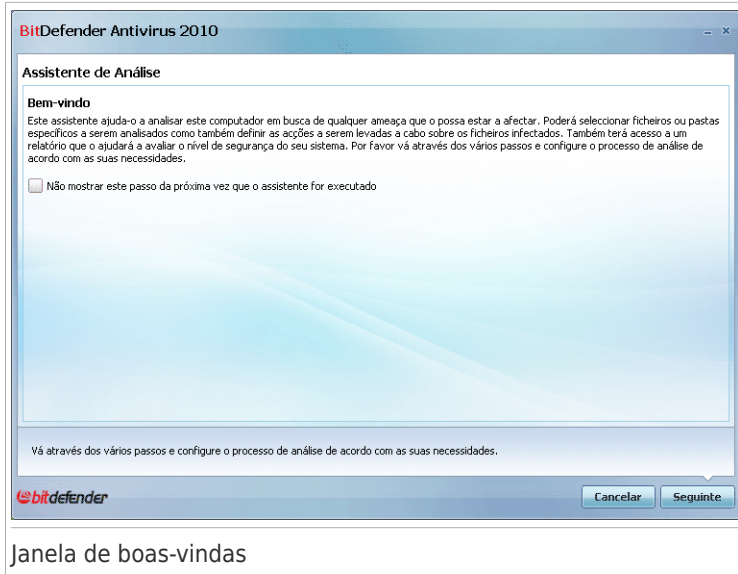 BitDefender Antivirus 2010
Assistente de Análise
Bem-vindo
Este assistente ajuda-o a analisar este computador em busca de qualquer ameaça que o possa estar a afectar. Poderá seleccionar ficheiros ou pastas
específicos a serem analisados como também definir as acções a serem levadas a cabo sobre os ficheiros infectados. Também terá acesso a um
relatório que o ajudará a avaliar o nível de segurança do seu sistema. Por favor vá através dos vários passos e configure o processo de análise de
acordo com as suas necessidades.
Não mostrar este passo da próxima vez que o assistente for executado
Vá através dos vários passos e configure o processo de análise de acordo com as suas necessidades.
bitdefender
Cancelar
Seguinte
Janela de boas-vindas